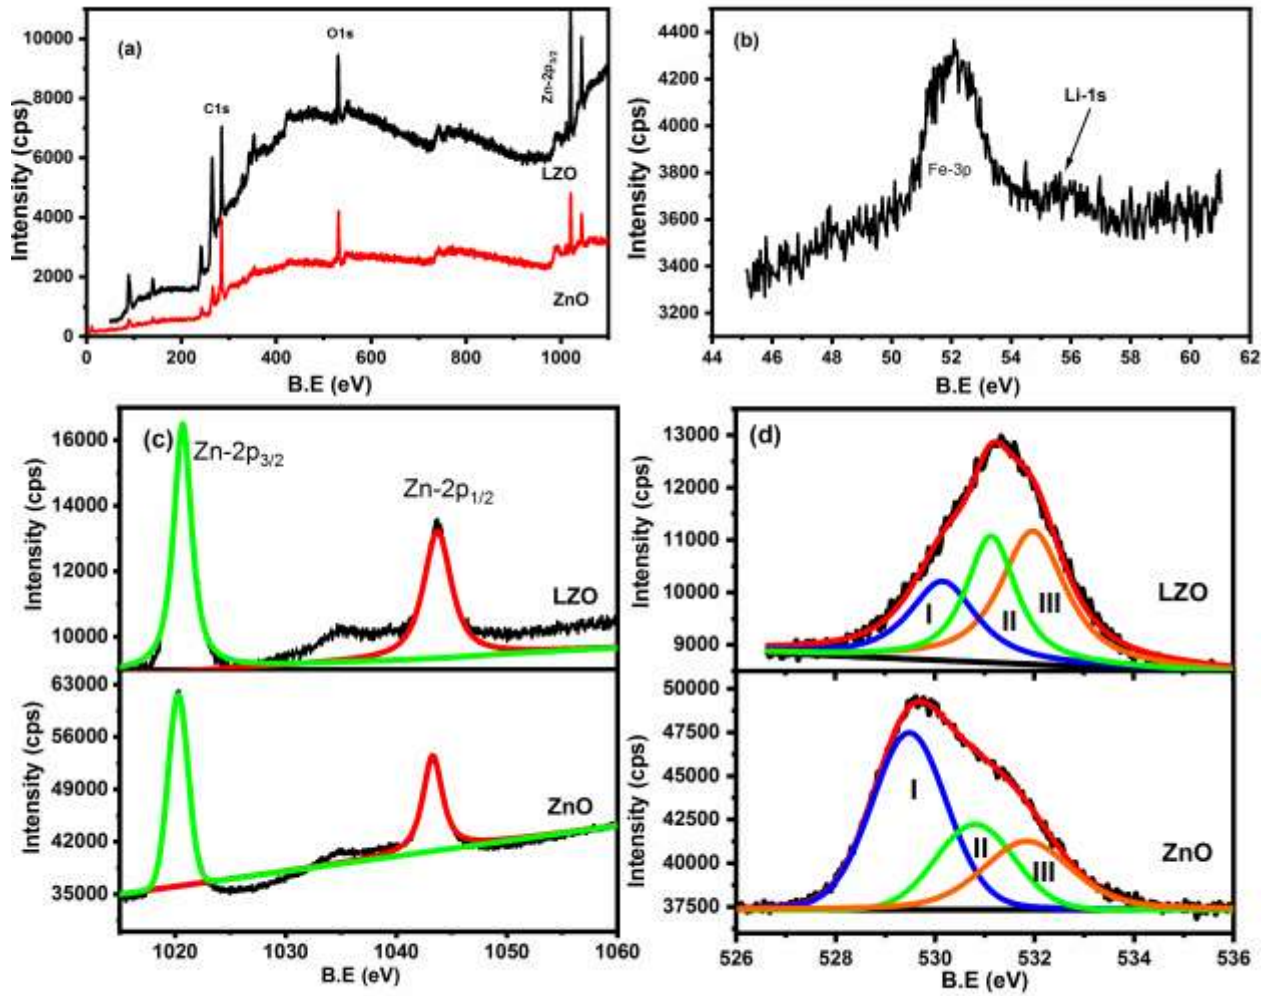 (a)
C1s
O1s
Zn-2p3/2
LZO
ZnO
Intensity (cps)
10000
8000
6000
4000
2000
0
0 200 400 600 800 1000
B.E (eV)
(b)
Fe-3p
Li-1s
Intensity (cps)
4400
4200
4000
3800
3600
3400
3200
44 46 48 50 52 54 56 58 60 62
B.E (eV)
(c)
Zn-2p3/2
Zn-2p1/2
LZO
Intensity (cps)
16000
14000
12000
10000
ZnO
Intensity (cps)
63000
56000
49000
42000
35000
1020 1030 1040 1050 1060
B.E (eV)
(d)
I
II
III
LZO
Intensity (cps)
13000
12000
11000
10000
9000
I
II
III
ZnO
Intensity (cps)
50000
47500
45000
42500
40000
37500
526 528 530 532 534 536
B.E (eV)